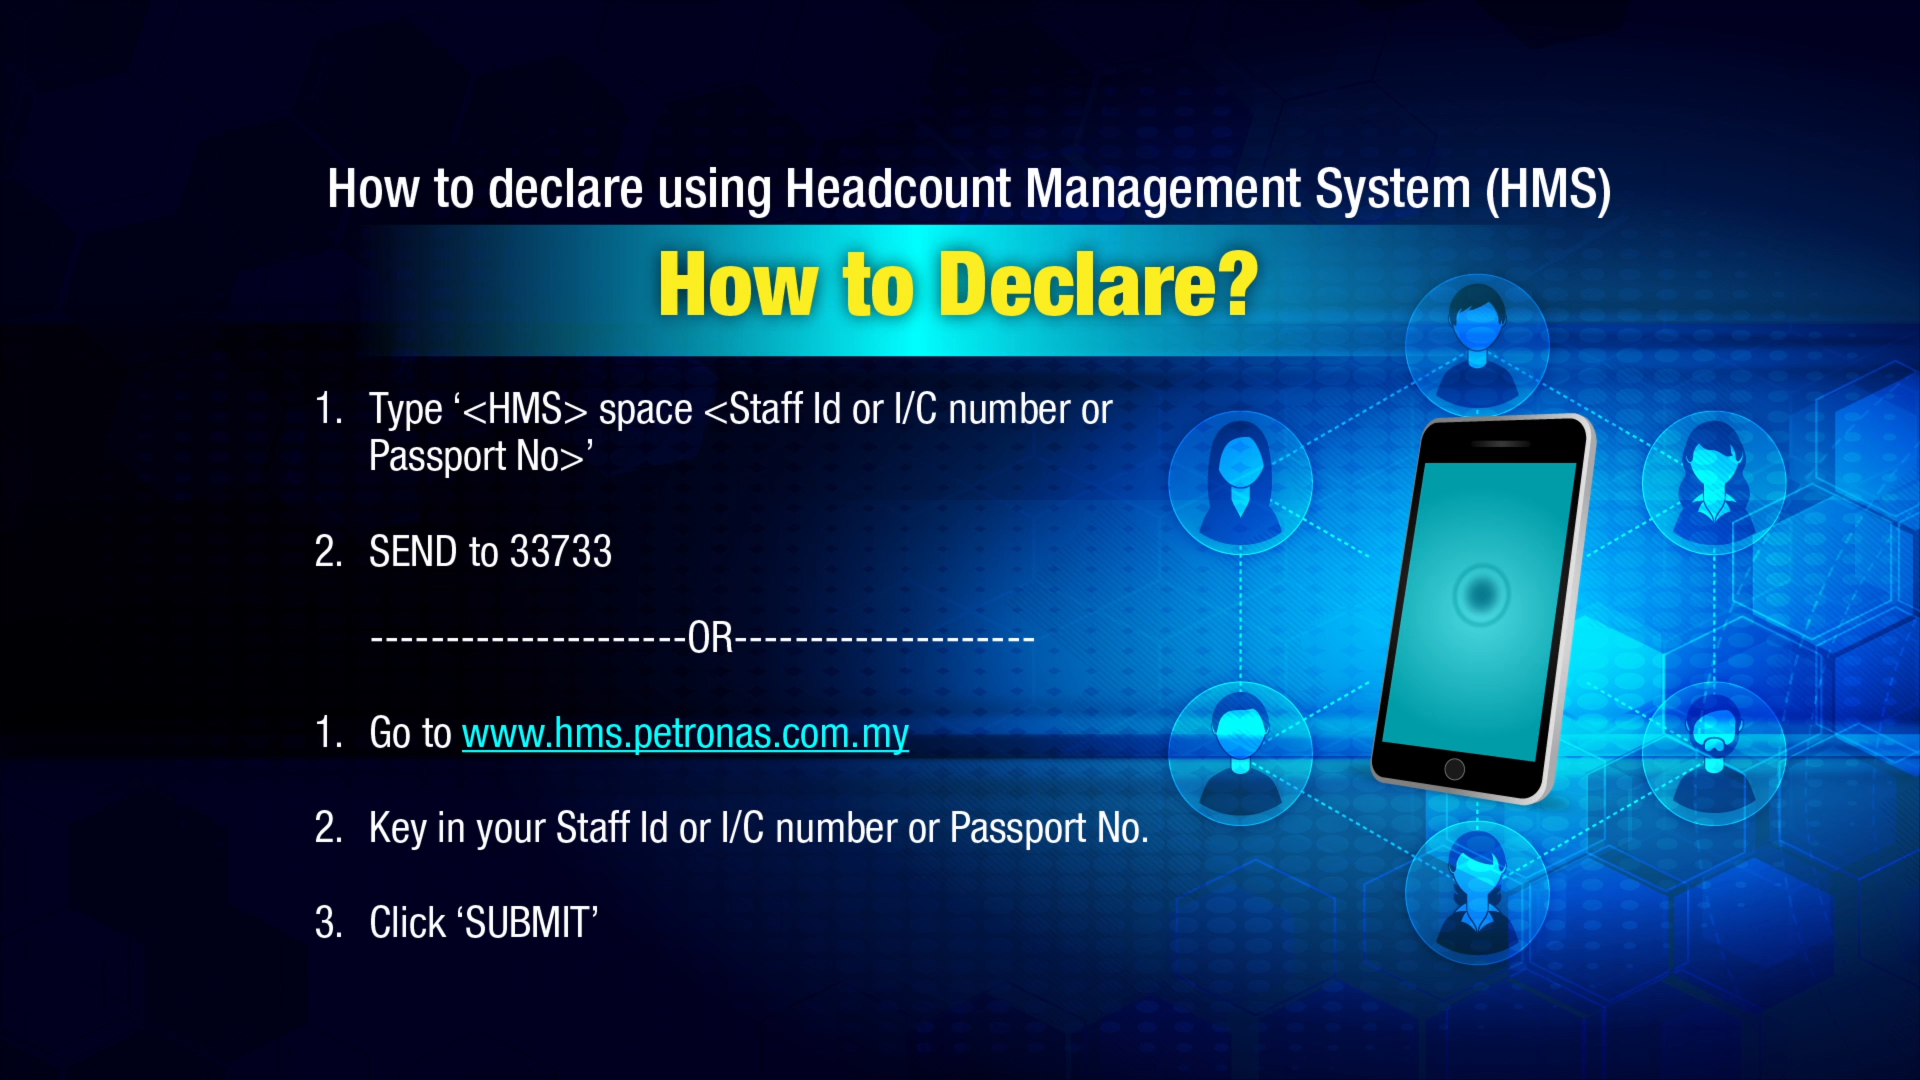 How to declare using Headcount Management System (HMS)
How to Declare?
1. Type ‘<HMS> space <Staff Id or I/C number or
Passport No>’
2. SEND to 33733
---------------------OR--------------------
1. Go to www.hms.petronas.com.my
2. Key in your Staff Id or I/C number or Passport No.
3. Click ‘SUBMIT’